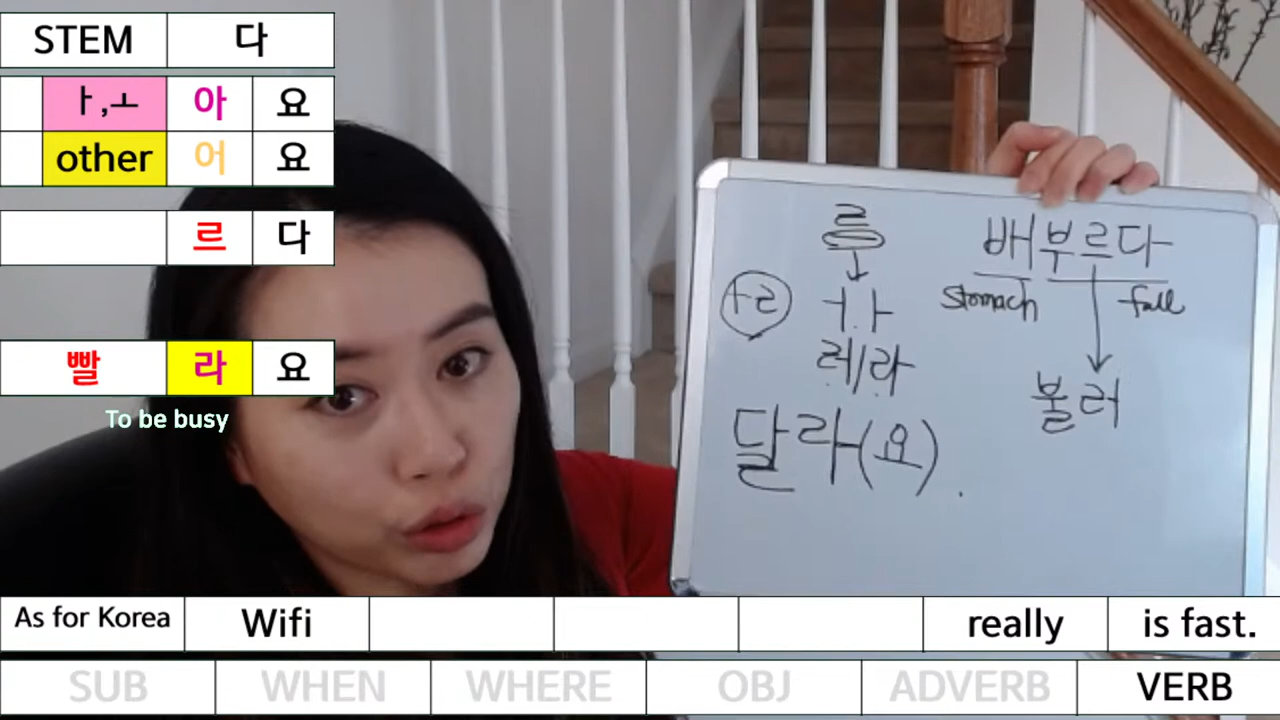 STEM 다
ㅏ,ㅗ 아 요
other 어 요
르 다
빨 라 요
To be busy
르
+ㄹ
ㅓ. ㅏ
러/라
달라(요).
배부르다
stomach full
불러
As for Korea Wifi really is fast.
SUB WHEN WHERE OBJ ADVERB VERB